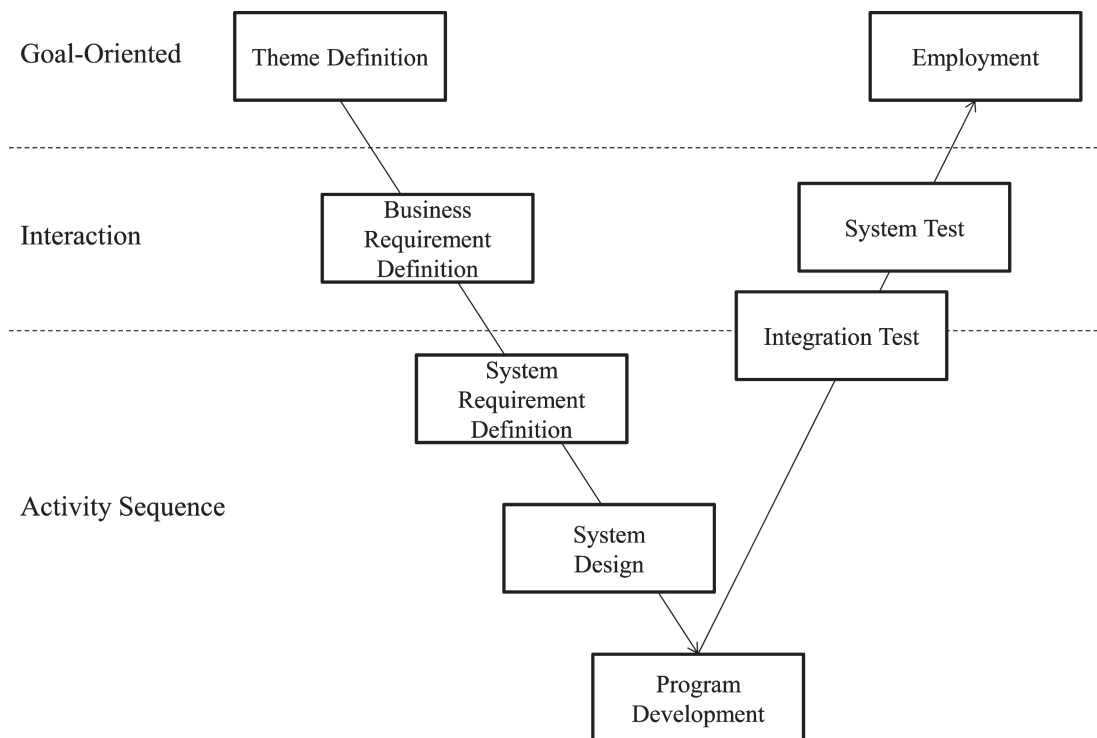 Goal-Oriented
Theme Definition
Employment
Interaction
Business
Requirement
Definition
System Test
Integration Test
System
Requirement
Definition
Activity Sequence
System
Design
Program
Development